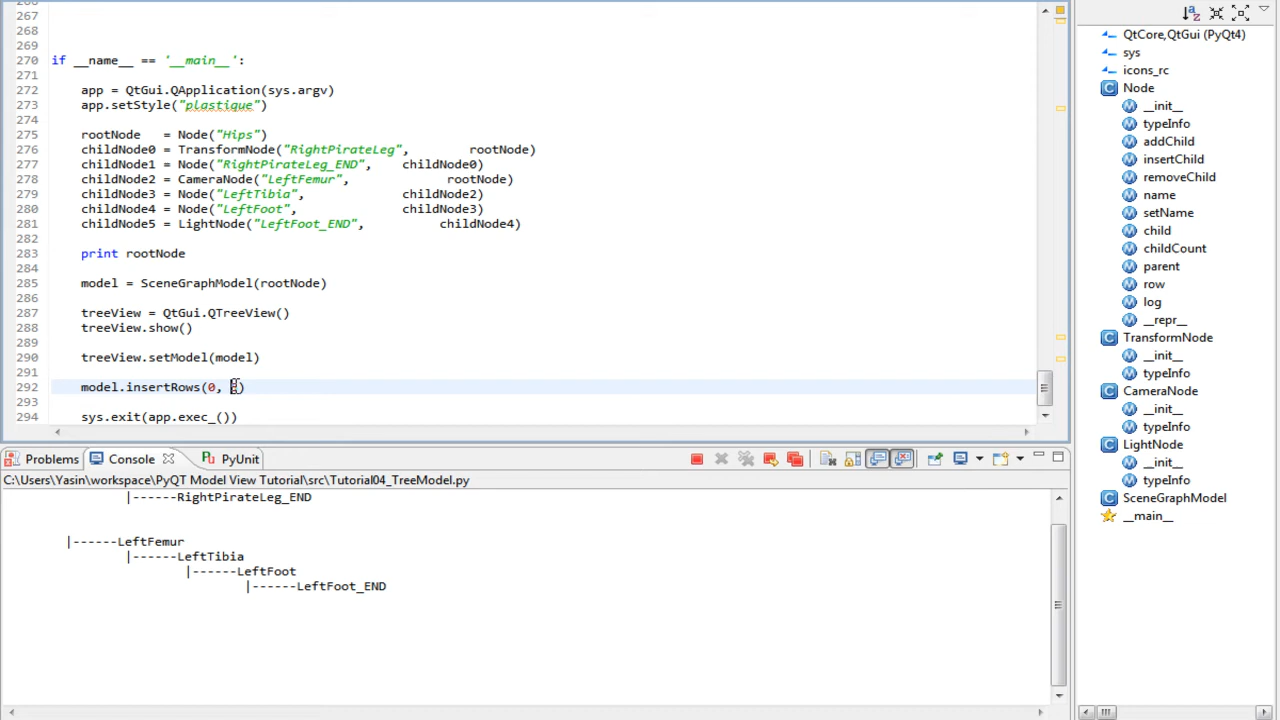 266
267
268
269
270 if __name__ == '__main__':
271
272 app = QtGui.QApplication(sys.argv)
273 app.setStyle("plastique")
274
275 rootNode = Node("Hips")
276 childNode0 = TransformNode("RightPirateLeg", rootNode)
277 childNode1 = Node("RightPirateLeg_END", childNode0)
278 childNode2 = CameraNode("LeftFemur", rootNode)
279 childNode3 = Node("LeftTibia", childNode2)
280 childNode4 = Node("LeftFoot", childNode3)
281 childNode5 = LightNode("LeftFoot_END", childNode4)
282
283 print rootNode
284
285 model = SceneGraphModel(rootNode)
286
287 treeView = QtGui.QTreeView()
288 treeView.show()
289
290 treeView.setModel(model)
291
292 model.insertRows(0, )
293
294 sys.exit(app.exec_())
Problems Console PyUnit
C:\Users\Yasin\workspace\PyQT Model View Tutorial\src\Tutorial04_TreeModel.py
|------RightPirateLeg_END
|------LeftFemur
|------LeftTibia
|------LeftFoot
|------LeftFoot_END
QtCore,QtGui (PyQt4)
sys
icons_rc
Node
__init__
typeInfo
addChild
insertChild
removeChild
name
setName
child
childCount
parent
row
log
__repr__
TransformNode
__init__
typeInfo
CameraNode
__init__
typeInfo
LightNode
__init__
typeInfo
SceneGraphModel
__main__